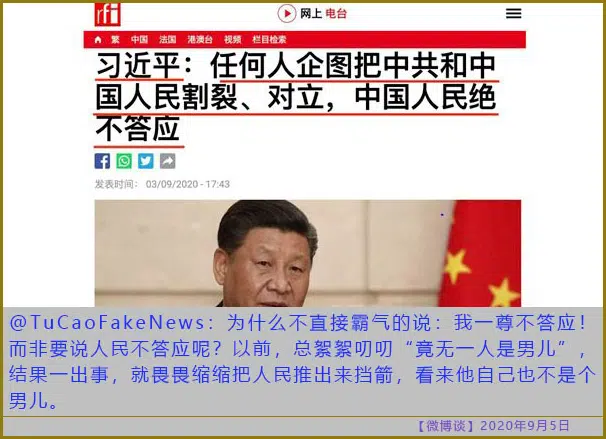 rfi
网上 电台
繁 中国 法国 港澳台 视频 栏目检索
习近平：任何人企图把中共和中
国人民割裂、对立，中国人民绝
不答应
发表时间： 03/09/2020 - 17:43
@TuCaoFakeNews：为什么不直接霸气的说：我一尊不答应！
而非要说人民不答应呢？以前，总絮絮叨叨“竟无一人是男儿”，
结果一出事，就畏畏缩缩把人民推出来挡箭，看来他自己也不是个
男儿。
【微博谈】2020年9月5日